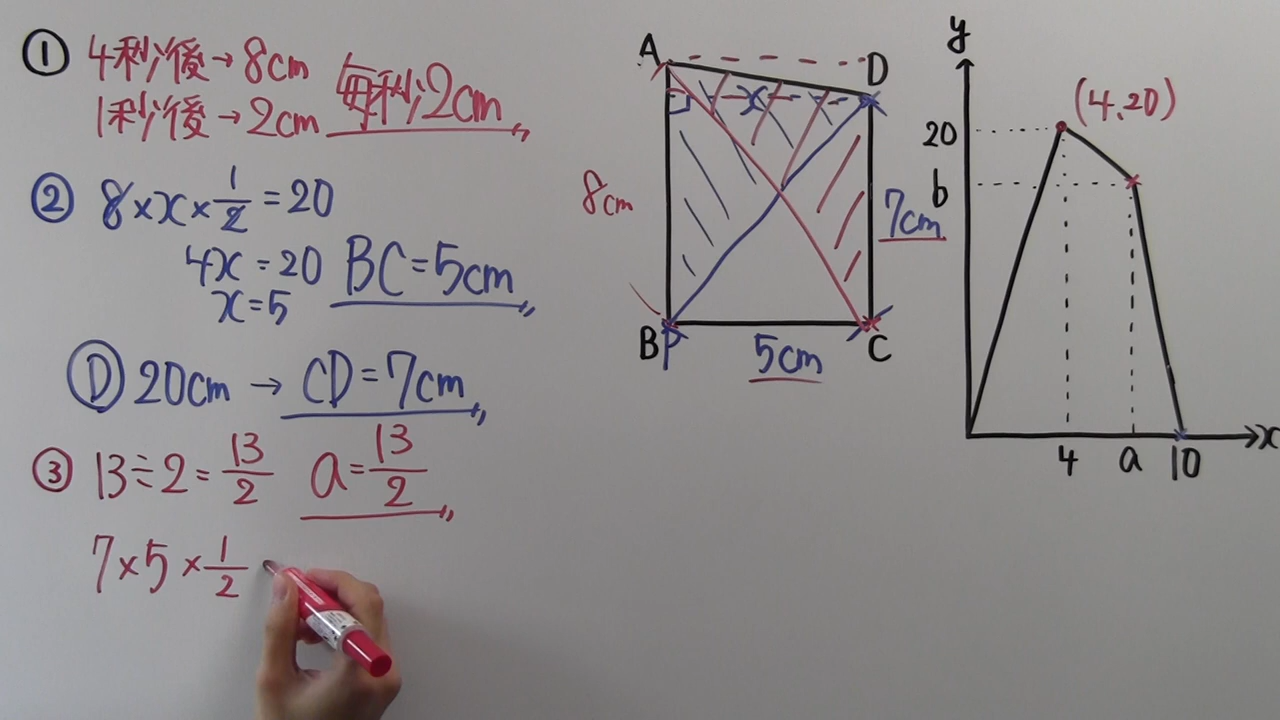 ① 4秒後→8cm
1秒後→2cm 毎秒2cm
② 8×x×1/2=20
4x=20
x=5 BC=5cm
Ⓓ 20cm → CD=7cm
③ 13÷2=13/2 a=13/2
7×5×1/2
A
D
x
8cm
7cm
B
P
5cm
C
y
(4,20)
20
b
4
a
10
x